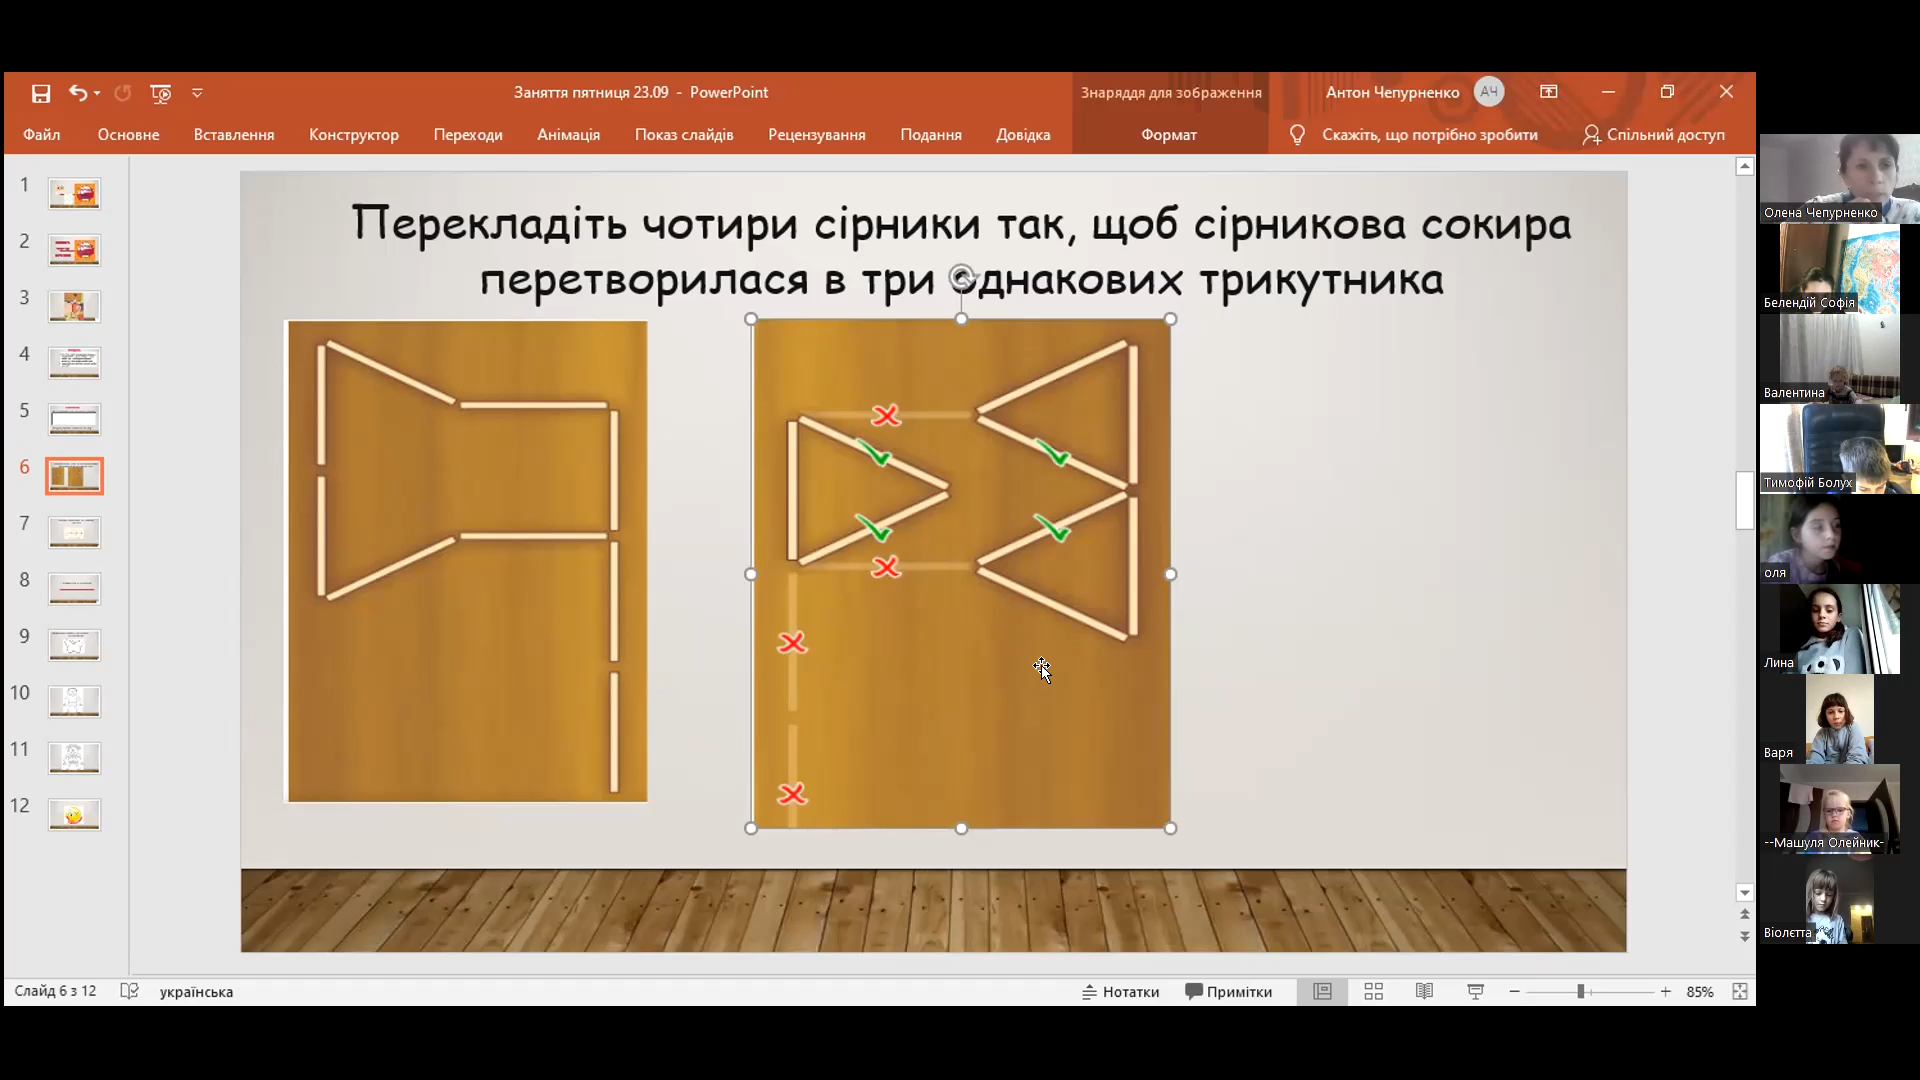 Заняття пятниця 23.09 - PowerPoint
Знаряддя для зображення
Антон Чепурненко
АЧ
Файл
Основне
Вставлення
Конструктор
Переходи
Анімація
Показ слайдів
Рецензування
Подання
Довідка
Формат
Скажіть, що потрібно зробити
Спільний доступ
1
2
3
4
5
6
7
8
9
10
11
12
Перекладіть чотири сірники так, щоб сірникова сокира
перетворилася в три однакових трикутника
Олена Чепурненко
Белендій Софія
Валентина
Тимофій Болух
оля
Лина
Варя
--Машуля Олейник-
Віолєтта
Слайд 6 з 12
українська
Нотатки
Примітки
85%